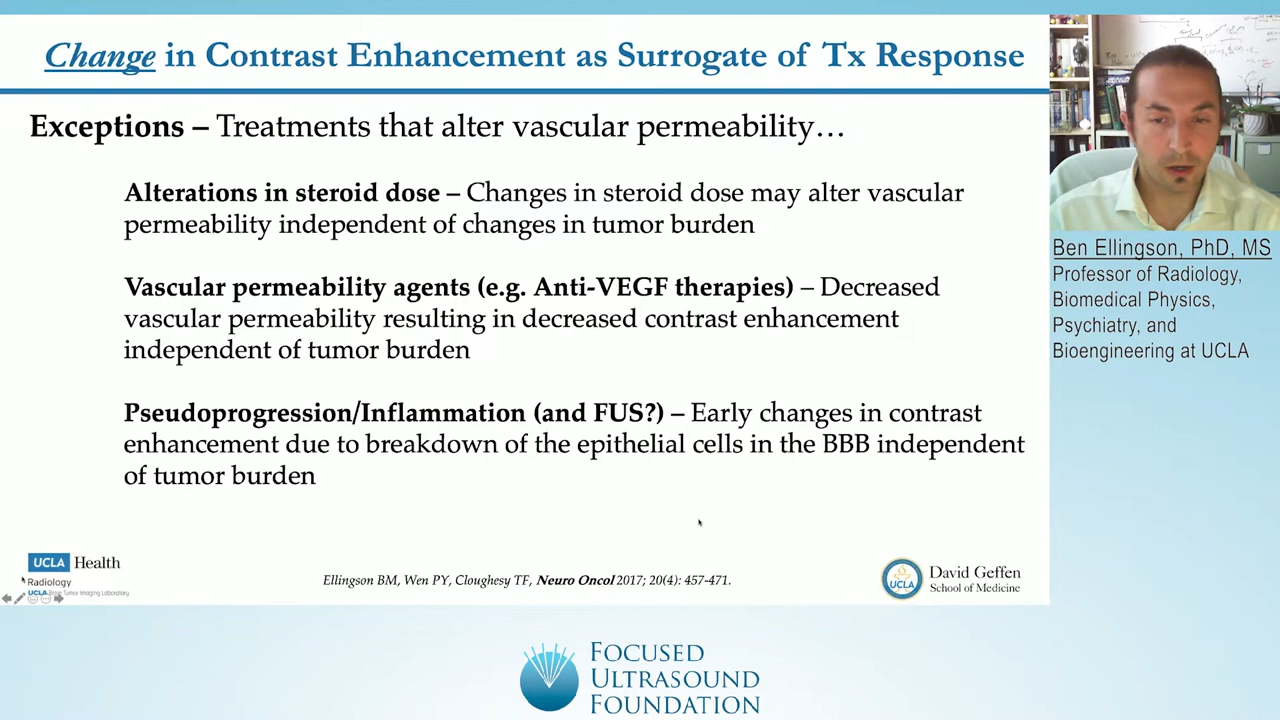 Change in Contrast Enhancement as Surrogate of Tx Response
Exceptions – Treatments that alter vascular permeability…
Alterations in steroid dose – Changes in steroid dose may alter vascular
permeability independent of changes in tumor burden
Vascular permeability agents (e.g. Anti-VEGF therapies) – Decreased
vascular permeability resulting in decreased contrast enhancement
independent of tumor burden
Pseudoprogression/Inflammation (and FUS?) – Early changes in contrast
enhancement due to breakdown of the epithelial cells in the BBB independent
of tumor burden
UCLA Health
Radiology
UCLA Brain Tumor Imaging Laboratory
Ellingson BM, Wen PY, Cloughesy TF, Neuro Oncol 2017; 20(4): 457-471.
UCLA
David Geffen
School of Medicine
Ben Ellingson, PhD, MS
Professor of Radiology,
Biomedical Physics,
Psychiatry, and
Bioengineering at UCLA
FOCUSED
ULTRASOUND
FOUNDATION